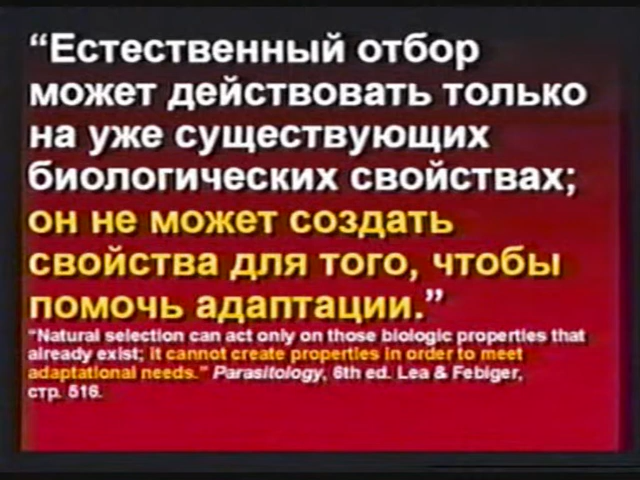 “Естественный отбор
может действовать только
на уже существующих
биологических свойствах;
он не может создать
свойства для того, чтобы
помочь адаптации.”
“Natural selection can act only on those biologic properties that
already exist; it cannot create properties in order to meet
adaptational needs.” Parasitology, 6th ed. Lea & Febiger,
стр. 516.